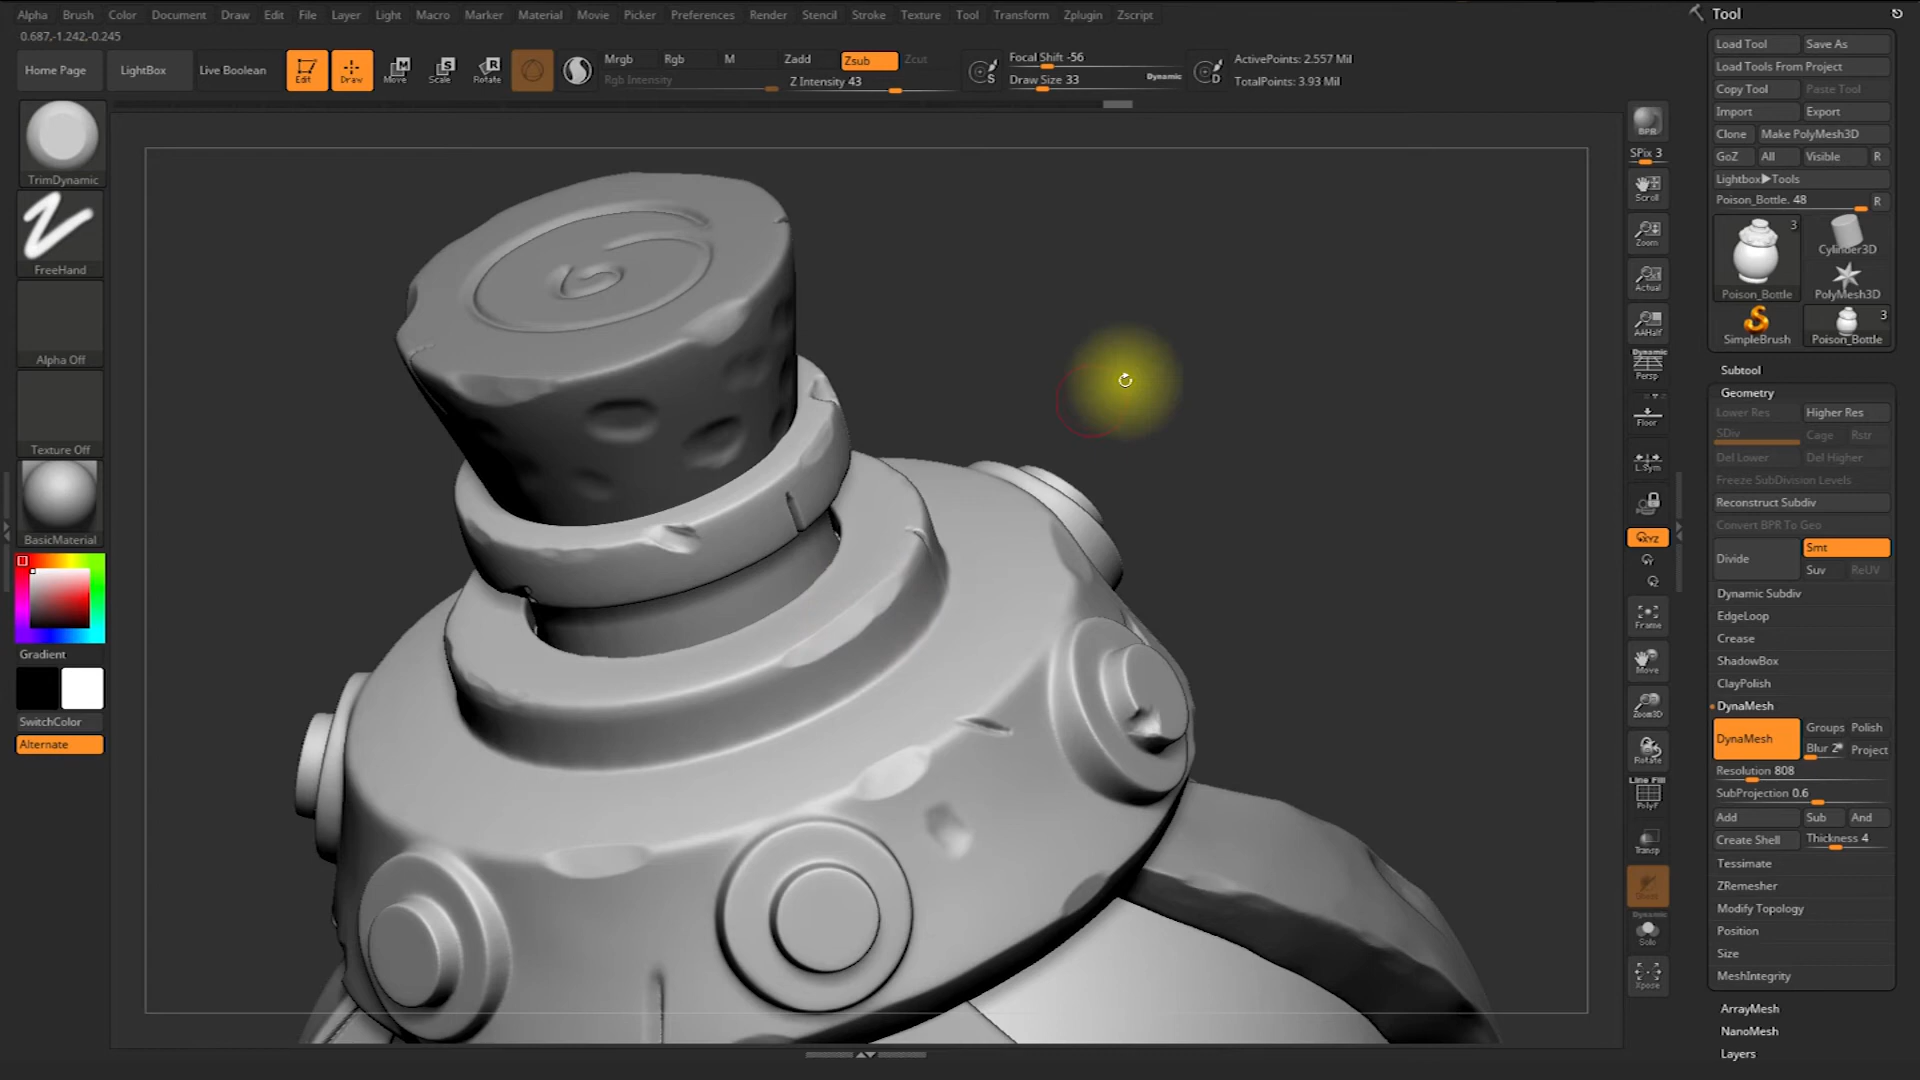 Alpha Brush Color Document Draw Edit File Layer Light Macro Marker Material Movie Picker Preferences Render Stencil Stroke Texture Tool Transform Zplugin Zscript
0.687,-1.242,-0.245
Home Page LightBox Live Boolean Edit Draw Move Scale Rotate
Mrgb Rgb M Zadd Zsub Zcut
Rgb Intensity Z Intensity 43
Focal Shift -56
Draw Size 33 Dynamic
ActivePoints: 2.557 Mil
TotalPoints: 3.93 Mil
TrimDynamic
FreeHand
Alpha Off
Texture Off
BasicMaterial
Gradient
SwitchColor
Alternate
BPR
SPix 3
Scroll
Zoom
Actual
AAHalf
Dynamic
Persp
Floor
L.Sym
XYZ
Frame
Move
Zoom3D
Rotate
Line Fill
PolyF
Transp
Dynamic
Solo
Xpose
Tool
Load Tool Save As
Load Tools From Project
Copy Tool Paste Tool
Import Export
Clone Make PolyMesh3D
GoZ All Visible R
Lightbox▶Tools
Poison_Bottle. 48 R
3
Cylinder3D
Poison_Bottle PolyMesh3D
3
SimpleBrush Poison_Bottle
Subtool
Geometry
Lower Res Higher Res
SDiv Cage Rstr
Del Lower Del Higher
Freeze SubDivision Levels
Reconstruct Subdiv
Convert BPR To Geo
Divide Smt
Suv ReUV
Dynamic Subdiv
EdgeLoop
Crease
ShadowBox
ClayPolish
DynaMesh
DynaMesh Groups Polish
Blur 2 Project
Resolution 808
SubProjection 0.6
Add Sub And
Create Shell Thickness 4
Tessimate
ZRemesher
Modify Topology
Position
Size
MeshIntegrity
ArrayMesh
NanoMesh
Layers